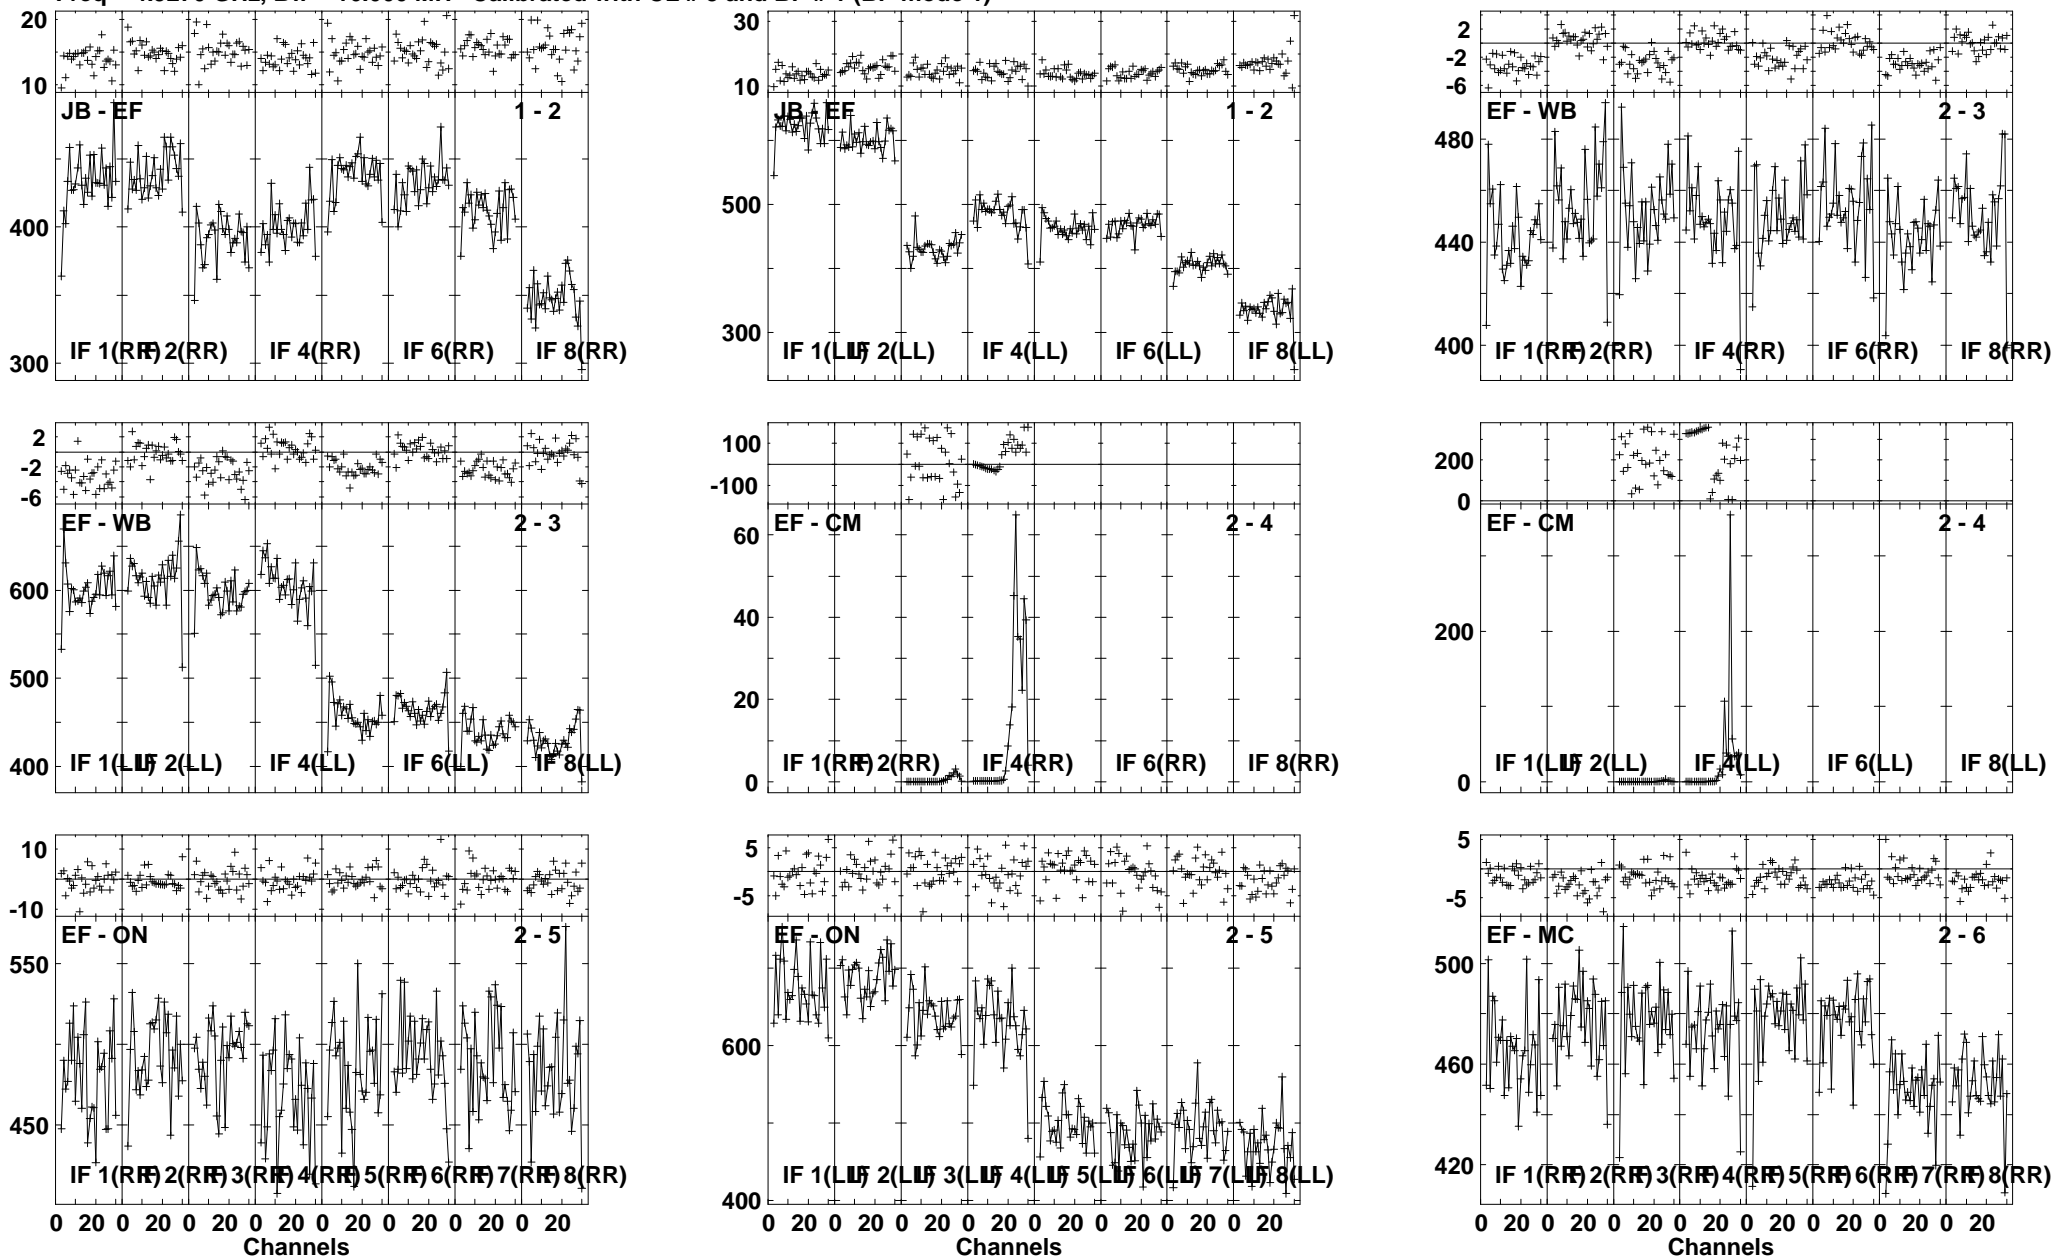 20
10
JB - EF 1 - 2
400
300
IF 1(RR) IF 2(RR) IF 4(RR) IF 6(RR) IF 8(RR)
30
10
JB - EF 1 - 2
500
300
IF 1(LL) IF 2(LL) IF 4(LL) IF 6(LL) IF 8(LL)
2
-2
-6
EF - WB 2 - 3
480
440
400
IF 1(RR) IF 2(RR) IF 4(RR) IF 6(RR) IF 8(RR)
2
-2
-6
EF - WB 2 - 3
600
500
400
IF 1(LL) IF 2(LL) IF 4(LL) IF 6(LL) IF 8(LL)
100
-100
EF - CM 2 - 4
60
40
20
0
IF 1(RR) IF 2(RR) IF 4(RR) IF 6(RR) IF 8(RR)
200
0
EF - CM 2 - 4
200
0
IF 1(LL) IF 2(LL) IF 4(LL) IF 6(LL) IF 8(LL)
10
-10
EF - ON 2 - 5
550
450
IF 1(RR) IF 2(RR) IF 3(RR) IF 4(RR) IF 5(RR) IF 6(RR) IF 7(RR) IF 8(RR)
0 20 0 20 0 20 0 20 0 20 0 20 0 20 0 20
Channels
5
-5
EF - ON 2 - 5
600
400
IF 1(LL) IF 2(LL) IF 3(LL) IF 4(LL) IF 5(LL) IF 6(LL) IF 7(LL) IF 8(LL)
0 20 0 20 0 20 0 20 0 20 0 20 0 20 0 20
Channels
5
-5
EF - MC 2 - 6
500
460
420
IF 1(RR) IF 2(RR) IF 3(RR) IF 4(RR) IF 5(RR) IF 6(RR) IF 7(RR) IF 8(RR)
0 20 0 20 0 20 0 20 0 20 0 20 0 20 0 20
Channels